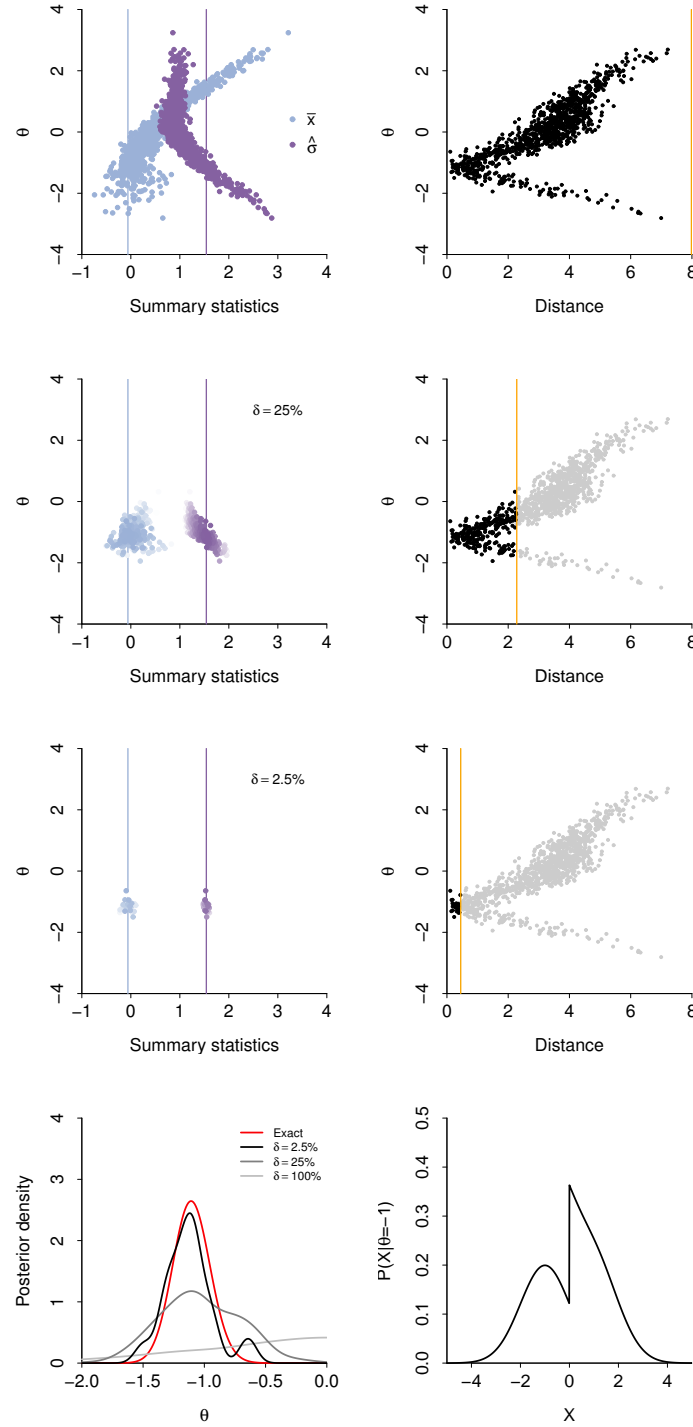 4
2
0
−2
−4
θ
−1 0 1 2 3 4
Summary statistics
x̄
σ̂
4
2
0
−2
−4
θ
0 2 4 6 8
Distance
4
2
0
−2
−4
θ
δ = 25%
−1 0 1 2 3 4
Summary statistics
4
2
0
−2
−4
θ
0 2 4 6 8
Distance
4
2
0
−2
−4
θ
δ = 2.5%
−1 0 1 2 3 4
Summary statistics
4
2
0
−2
−4
θ
0 2 4 6 8
Distance
4
3
2
1
0
Posterior density
Exact
δ = 2.5%
δ = 25%
δ = 100%
−2.0 −1.5 −1.0 −0.5 0.0
θ
0.5
0.4
0.3
0.2
0.1
0.0
P(X|θ=−1)
−4 −2 0 2 4
X